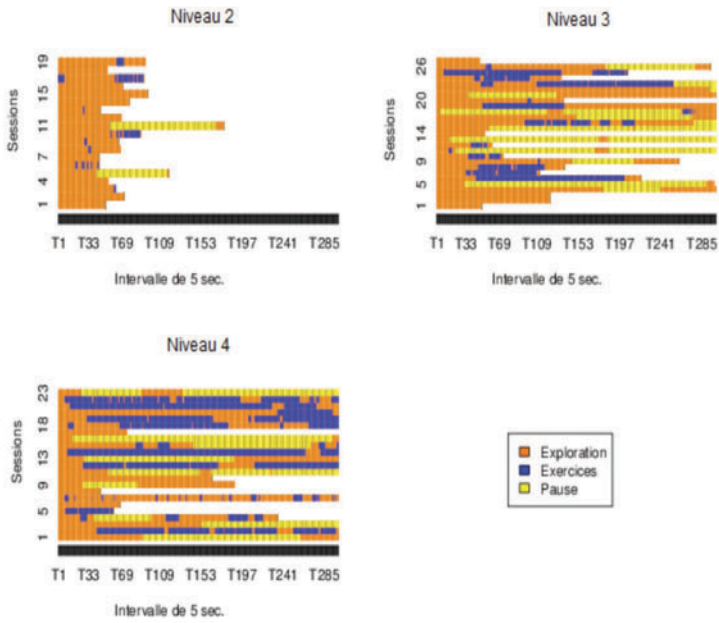 Niveau 2
Sessions
19
15
11
7
4
1
T1 T33 T69 T109 T153 T197 T241 T285
Intervalle de 5 sec.
Niveau 3
Sessions
26
20
14
9
5
1
T1 T33 T69 T109 T153 T197 T241 T285
Intervalle de 5 sec.
Niveau 4
Sessions
23
18
13
9
5
1
T1 T33 T69 T109 T153 T197 T241 T285
Intervalle de 5 sec.
Exploration
Exercices
Pause